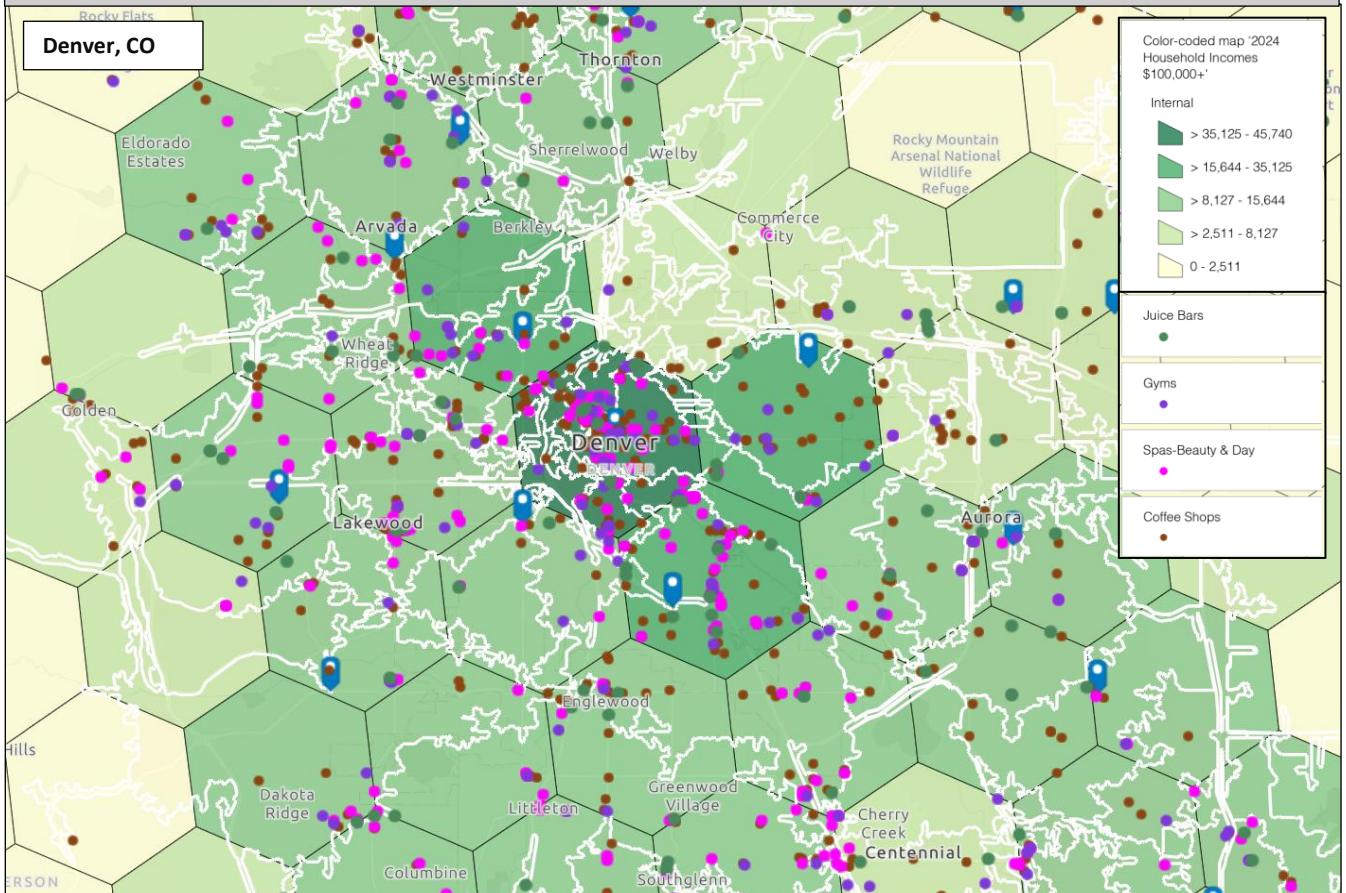 Rocky Flats
Denver, CO
Thornton
Westminster
Color-coded map '2024
Household Incomes
$100,000+'
Internal
> 35,125 - 45,740
> 15,644 - 35,125
> 8,127 - 15,644
> 2,511 - 8,127
0 - 2,511
Juice Bars
Gyms
Spas-Beauty & Day
Coffee Shops
Eldorado
Estates
Sherrelwood
Welby
Rocky Mountain
Arsenal National
Wildlife
Refuge
Arvada
Berkley
Commerce
City
Wheat
Ridge
Golden
Denver
DENVER
Lakewood
Aurora
Englewood
Hills
Dakota
Ridge
Littleton
Greenwood
Village
Cherry
Creek
Centennial
Columbine
Southglenn
ERSON